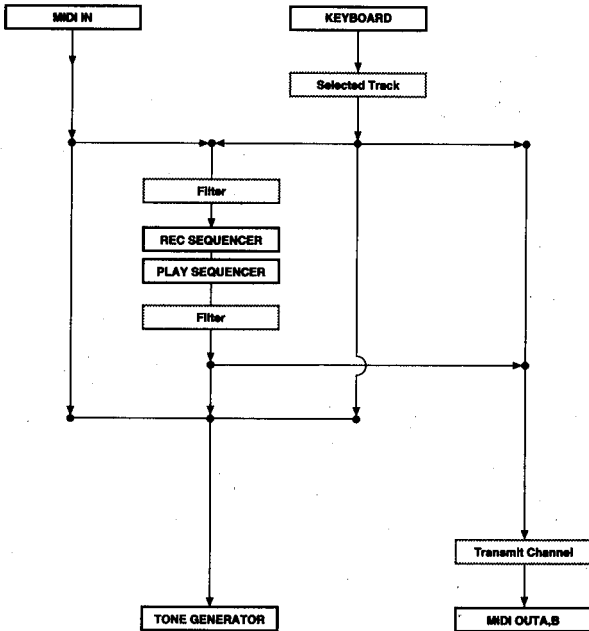 MIDI IN
KEYBOARD
Selected Track
Filter
REC SEQUENCER
PLAY SEQUENCER
Filter
Transmit Channel
TONE GENERATOR
MIDI OUTA,B